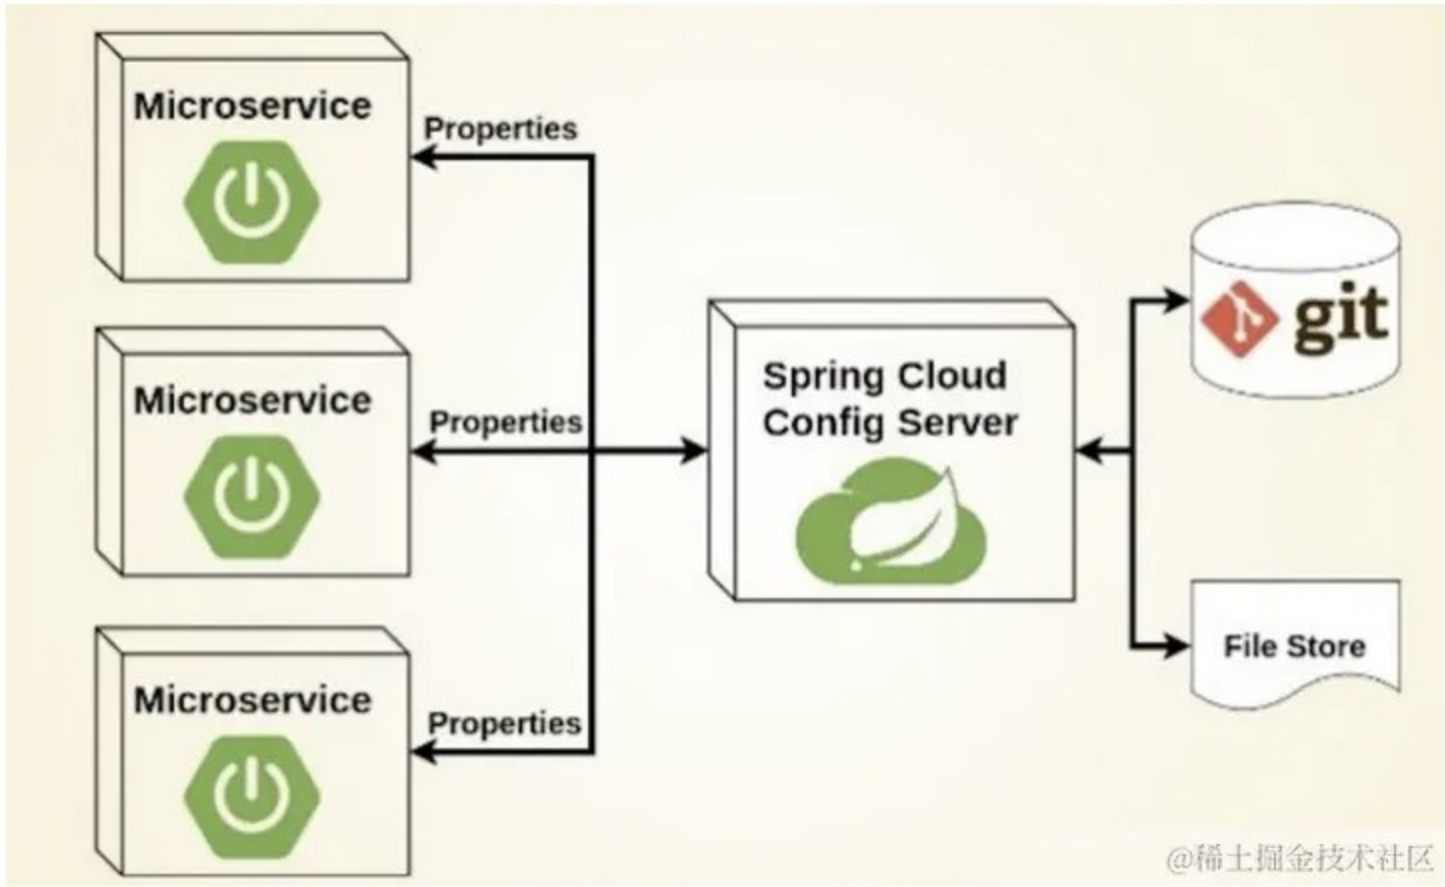 Microservice
Properties
Microservice
Properties
Microservice
Properties
Spring Cloud
Config Server
git
File Store
@稀土掘金技术社区